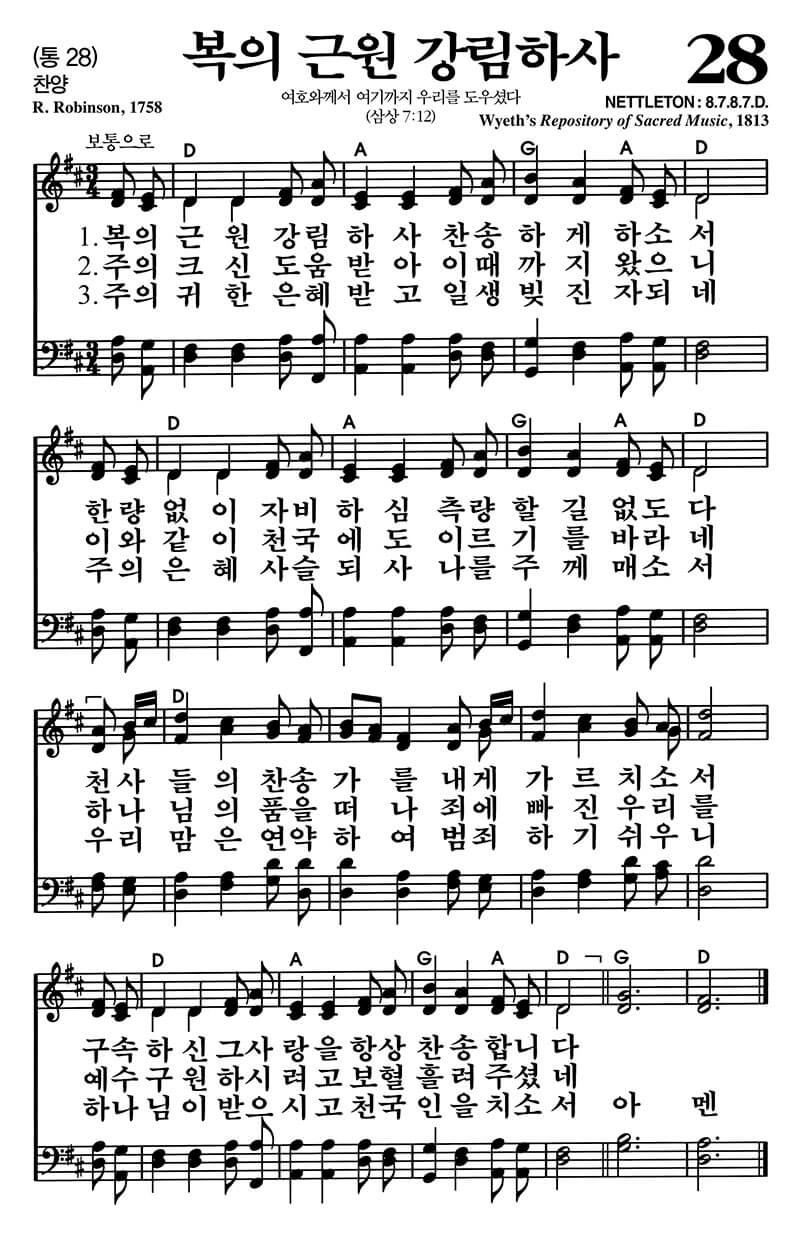 (통 28)
찬양
R. Robinson, 1758
복의 근원 강림하사
여호와께서 여기까지 우리를 도우셨다
(삼상 7:12)
28
NETTLETON : 8.7.8.7.D.
Wyeth's Repository of Sacred Music, 1813
보통으로
D A G A D
1. 복의 근 원 강림 하 사 찬송 하 게 하소 서
2. 주의 크 신 도움 받 아 이때 까 지 왔으 니
3. 주의 귀 한 은혜 받 고 일생 빚 진 자되 네
D A G A D
한량 없 이 자비 하 심 측량 할 길 없도 다
이와 같 이 천국 에 도 이르 기 를 바라 네
주의 은 혜 사슬 되 사 나를 주 께 매소 서
D
천사 들 의 찬송 가 를 내게 가 르 치소 서
하나 님 의 품을 떠 나 죄에 빠 진 우리 를
우리 맘 은 연약 하 여 범죄 하 기 쉬우 니
D A G A D G D
구속 하 신 그사 랑 을 항상 찬 송 합니 다
예수 구 원 하시 려 고 보혈 흘 려 주셨 네
하나 님 이 받으 시 고 천국 인 을 치소 서 아 멘